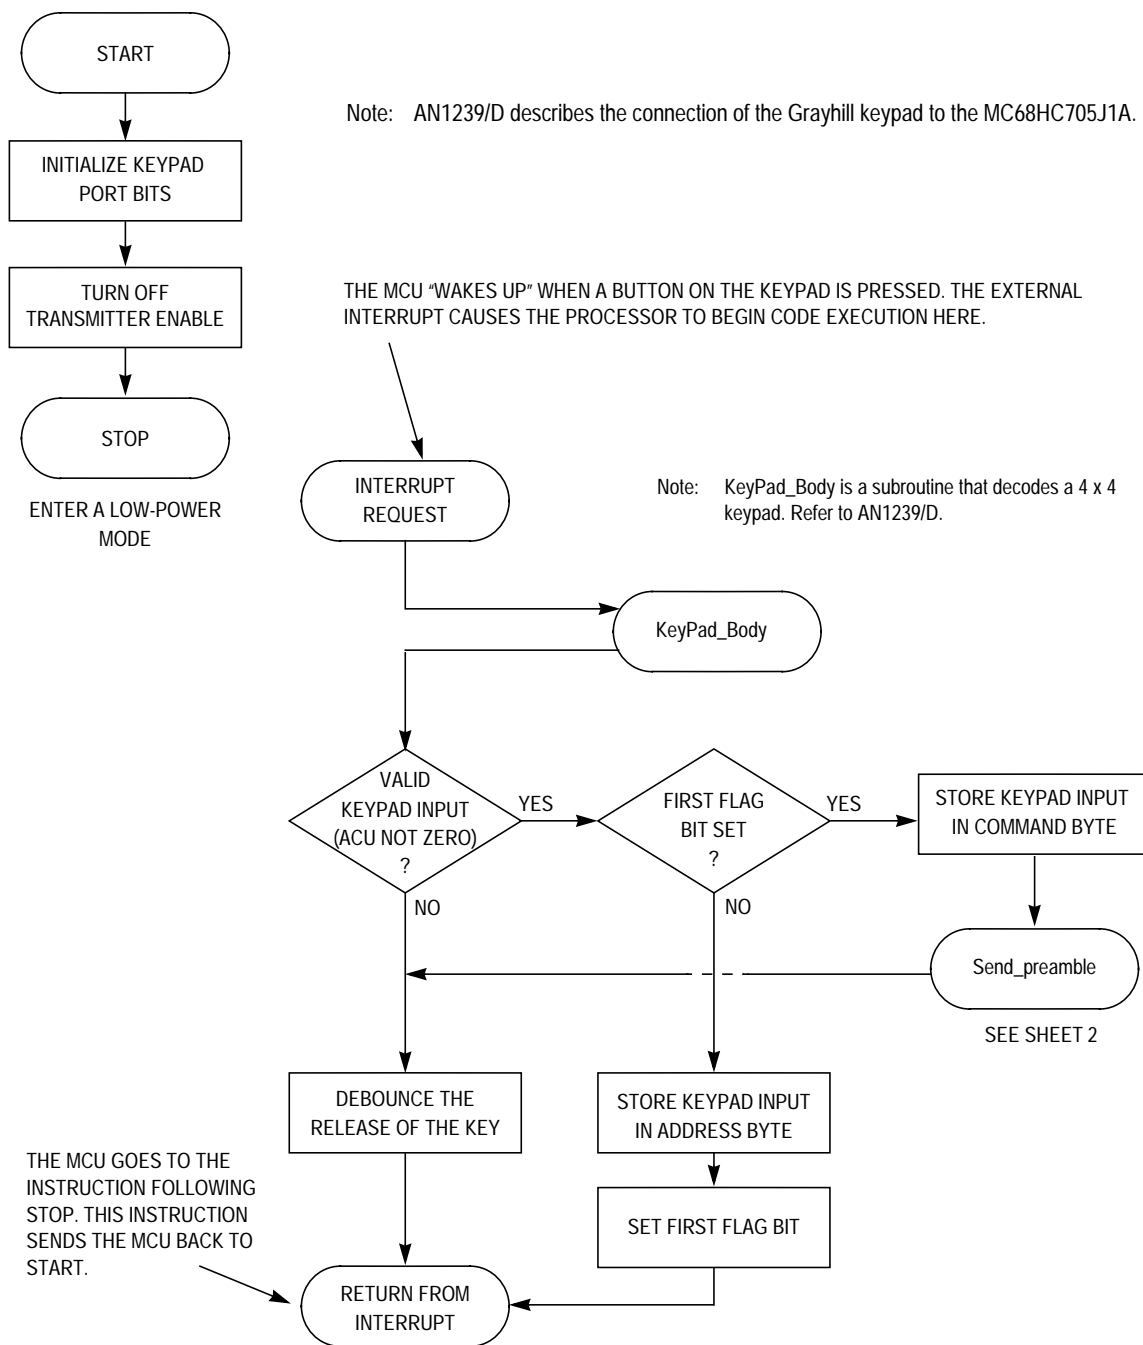 START
Note: AN1239/D describes the connection of the Grayhill keypad to the MC68HC705J1A.
INITIALIZE KEYPAD
PORT BITS
TURN OFF
TRANSMITTER ENABLE
THE MCU “WAKES UP” WHEN A BUTTON ON THE KEYPAD IS PRESSED. THE EXTERNAL
INTERRUPT CAUSES THE PROCESSOR TO BEGIN CODE EXECUTION HERE.
STOP
ENTER A LOW-POWER
MODE
INTERRUPT
REQUEST
Note: KeyPad_Body is a subroutine that decodes a 4 x 4
keypad. Refer to AN1239/D.
KeyPad_Body
VALID
KEYPAD INPUT
(ACU NOT ZERO)
?
YES
NO
FIRST FLAG
BIT SET
?
YES
NO
STORE KEYPAD INPUT
IN COMMAND BYTE
Send_preamble
SEE SHEET 2
DEBOUNCE THE
RELEASE OF THE KEY
STORE KEYPAD INPUT
IN ADDRESS BYTE
SET FIRST FLAG BIT
THE MCU GOES TO THE
INSTRUCTION FOLLOWING
STOP. THIS INSTRUCTION
SENDS THE MCU BACK TO
START.
RETURN FROM
INTERRUPT